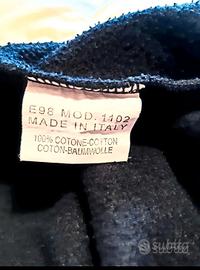 E98 MOD. 1102
MADE IN ITALY
100% COTONE-COTTON
COTON-BAUMWOLLE
subito